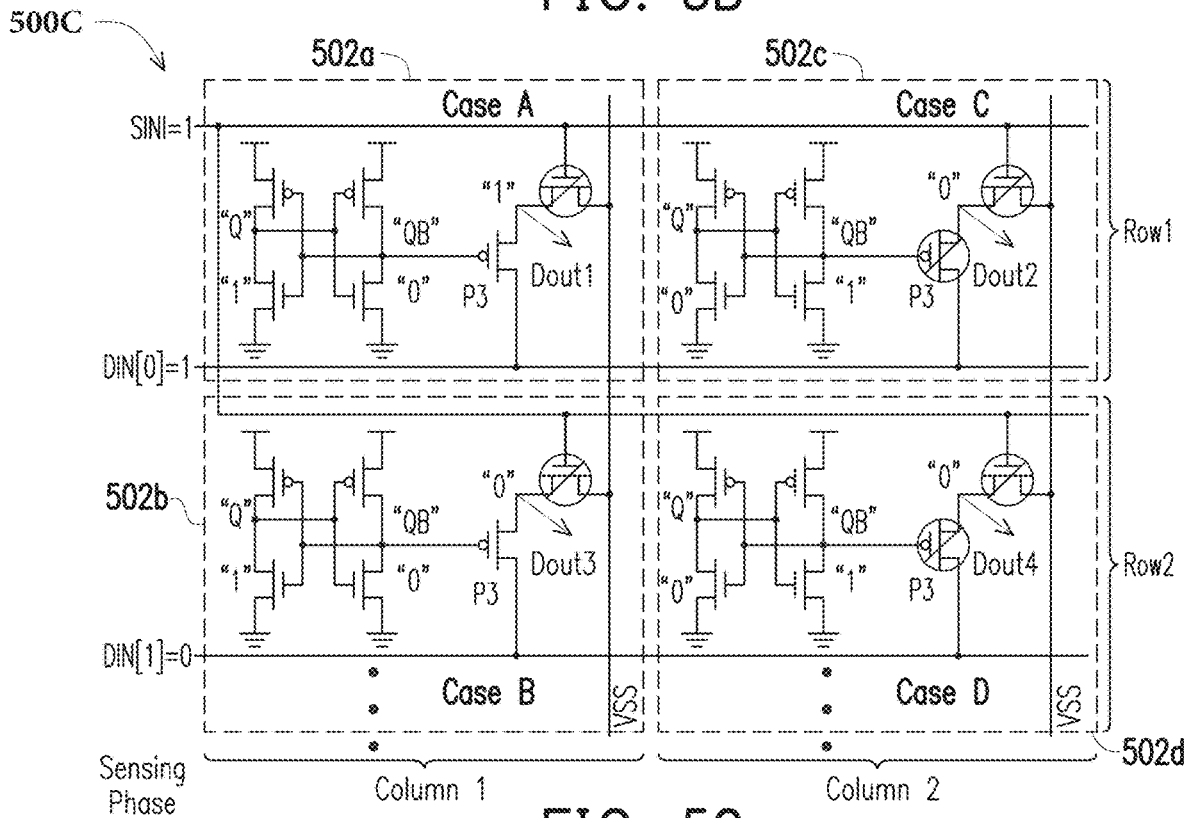 FIG. 5B
500C
502a
502c
Case A
Case C
SINI=1
"1"
"0"
"Q"
"QB"
"Q"
"QB"
Row1
"1"
"0"
P3
Dout1
"0"
"1"
P3
Dout2
DIN[0]=1
502b
"0"
"0"
"Q"
"QB"
"Q"
"QB"
Row2
"1"
"0"
P3
Dout3
"0"
"1"
P3
Dout4
DIN[1]=0
Case B
VSS
Case D
VSS
502d
Sensing
Phase
Column 1
Column 2